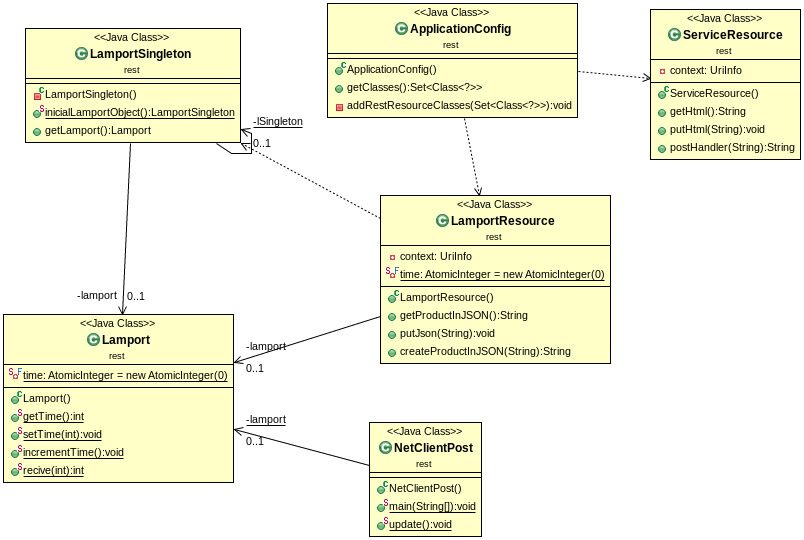 <<Java Class>>
LamportSingleton
rest
LamportSingleton()
inicialLamportObject():LamportSingleton
getLamport():Lamport
<<Java Class>>
ApplicationConfig
rest
ApplicationConfig()
getClasses():Set<Class<?>>
addRestResourceClasses(Set<Class<?>>):void
<<Java Class>>
ServiceResource
rest
context: UriInfo
ServiceResource()
getHtml():String
putHtml(String):void
postHandler(String):String
-lSingleton
0..1
<<Java Class>>
LamportResource
rest
context: UriInfo
time: AtomicInteger = new AtomicInteger(0)
LamportResource()
getProductInJSON():String
putJson(String):void
createProductInJSON(String):String
-lamport
0..1
<<Java Class>>
Lamport
rest
time: AtomicInteger = new AtomicInteger(0)
Lamport()
getTime():int
setTime(int):void
incrementTime():void
recive(int):int
-lamport
0..1
-lamport
0..1
<<Java Class>>
NetClientPost
rest
NetClientPost()
main(String[]):void
update():void